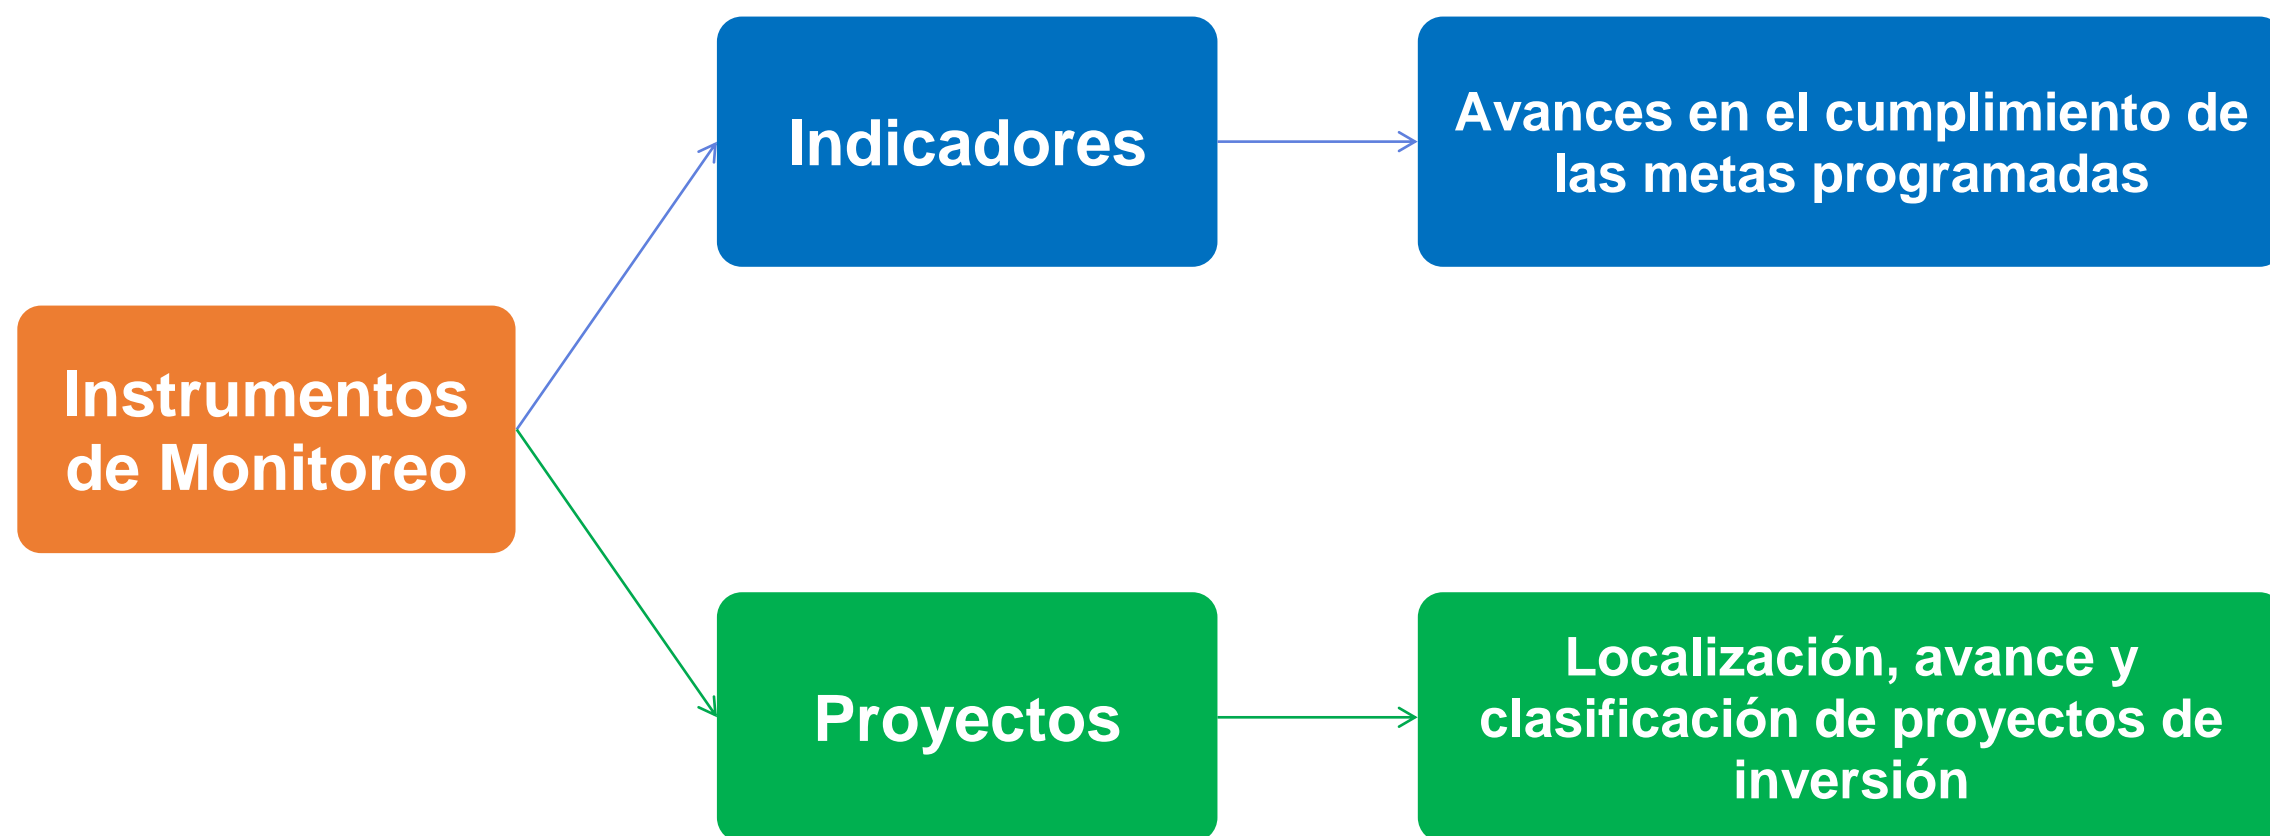 Instrumentos
de Monitoreo
Indicadores
Avances en el cumplimiento de
las metas programadas
Proyectos
Localización, avance y
clasificación de proyectos de
inversión